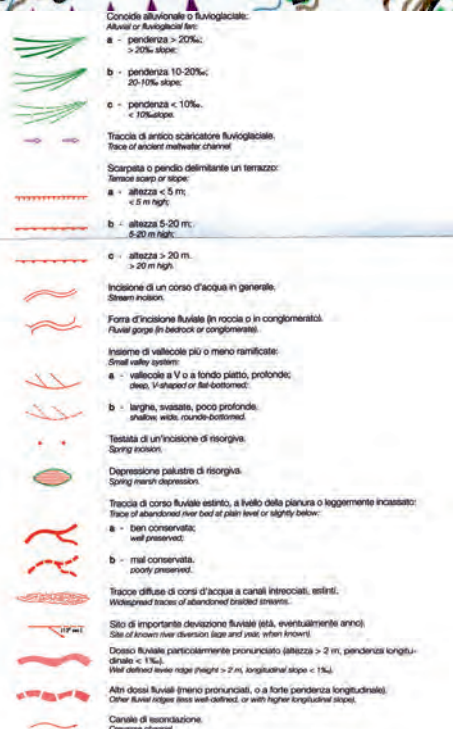 Conoide alluvionale o fluvioglaciale:
Alluvial or fluvioglacial fan:
a - pendenza > 20‰;
> 20‰ slope;
b - pendenza 10-20‰;
20-10‰ slope;
c - pendenza < 10‰.
< 10‰slope.
Traccia di antico scaricatore fluvioglaciale.
Trace of ancient meltwater channel.
Scarpata o pendio delimitante un terrazzo:
Terrace scarp or slope:
a - altezza < 5 m;
< 5 m high;
b - altezza 5-20 m;
5-20 m high;
c - altezza > 20 m.
> 20 m high.
Incisione di un corso d'acqua in generale.
Stream incision.
Forra d'incisione fluviale (in roccia o in conglomerato).
Fluvial gorge (in bedrock or conglomerate).
Insieme di vallecole più o meno ramificate:
Small valley system:
a - vallecole a V o a fondo piatto, profonde;
deep, V-shaped or flat-bottomed;
b - larghe, svasate, poco profonde.
shallow, wide, rounde-bottomed.
Testata di un'incisione di risorgiva.
Spring incision.
Depressione palustre di risorgiva.
Spring marsh depression.
Traccia di corso fluviale estinto, a livello della pianura o leggermente incassato:
Trace of abandoned river bed at plain level or slightly below:
a - ben conservata;
well preserved;
b - mal conservata.
poorly preserved.
Tracce diffuse di corsi d'acqua a canali intrecciati, estinti.
Widespread traces of abandoned braided streams.
Sito di importante deviazione fluviale (età, eventualmente anno).
Site of known river diversion (age and year, when known).
Dosso fluviale particolarmente pronunciato (altezza > 2 m, pendenza longitu-
dinale < 1‰).
Well defined levee ridge (height > 2 m, longitudinal slope < 1‰).
Altri dossi fluviali (meno pronunciati, o a forte pendenza longitudinale).
Other fluvial ridges (less well-defined, or with higher longitudinal slope).
Canale di esondazione.
Crevasse channel.